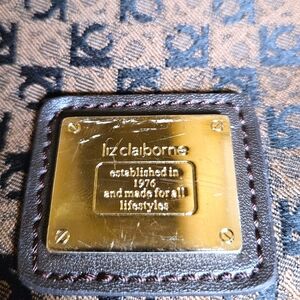 liz claiborne
established in
1976
and made for all
lifestyles